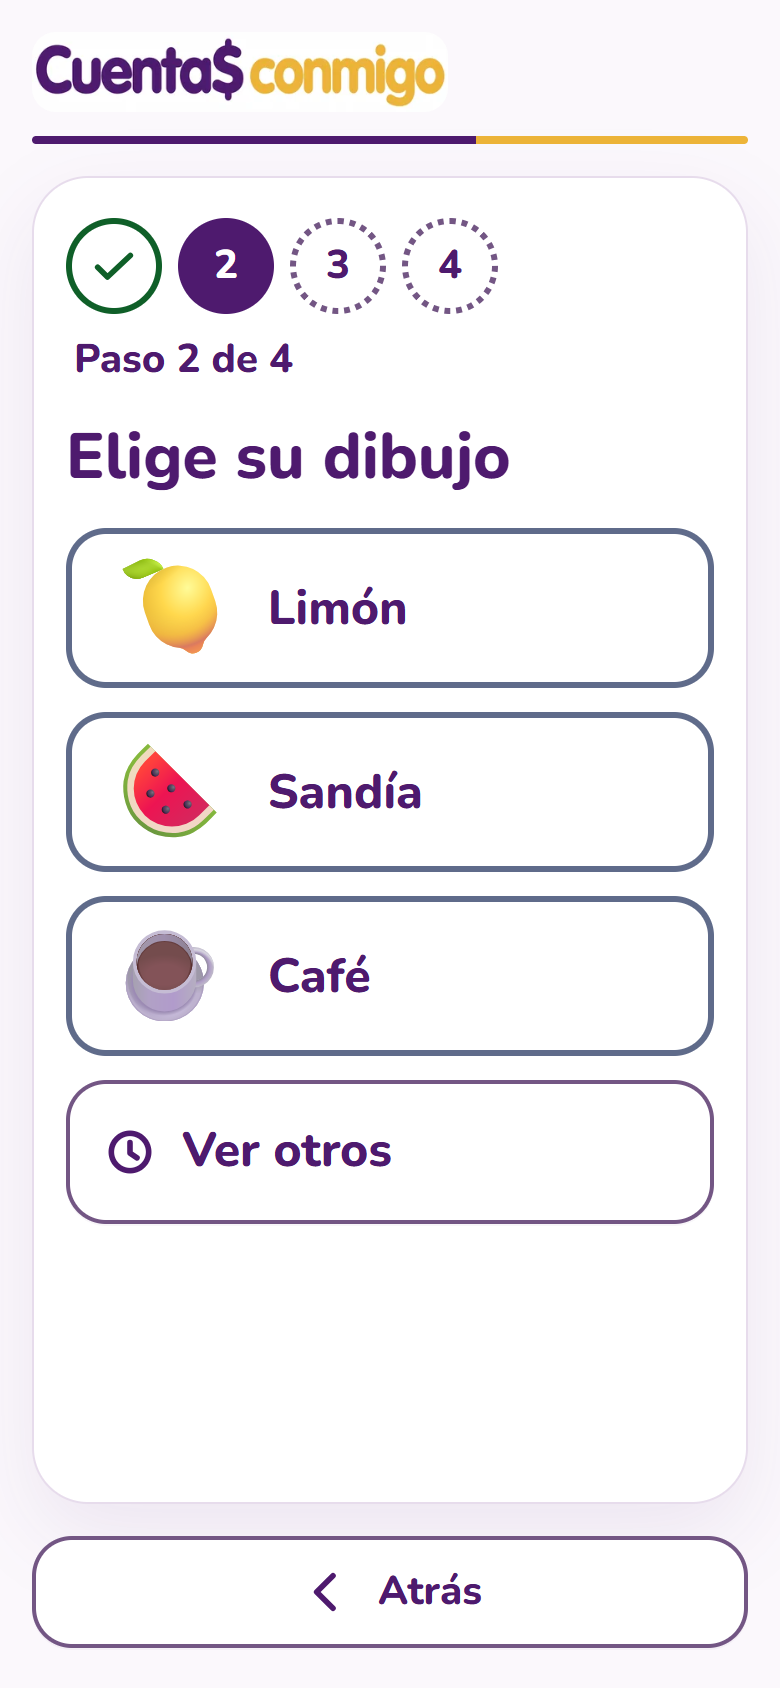 Cuenta$ conmigo
2 3 4
Paso 2 de 4
Elige su dibujo
Limón
Sandía
Café
Ver otros
Atrás